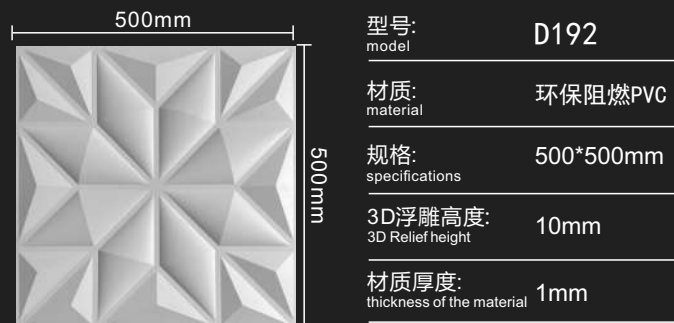 500mm
500mm
型号:
model
D192
材质:
material
环保阻燃PVC
规格:
specifications
500*500mm
3D浮雕高度:
3D Relief height
10mm
材质厚度:
thickness of the material
1mm